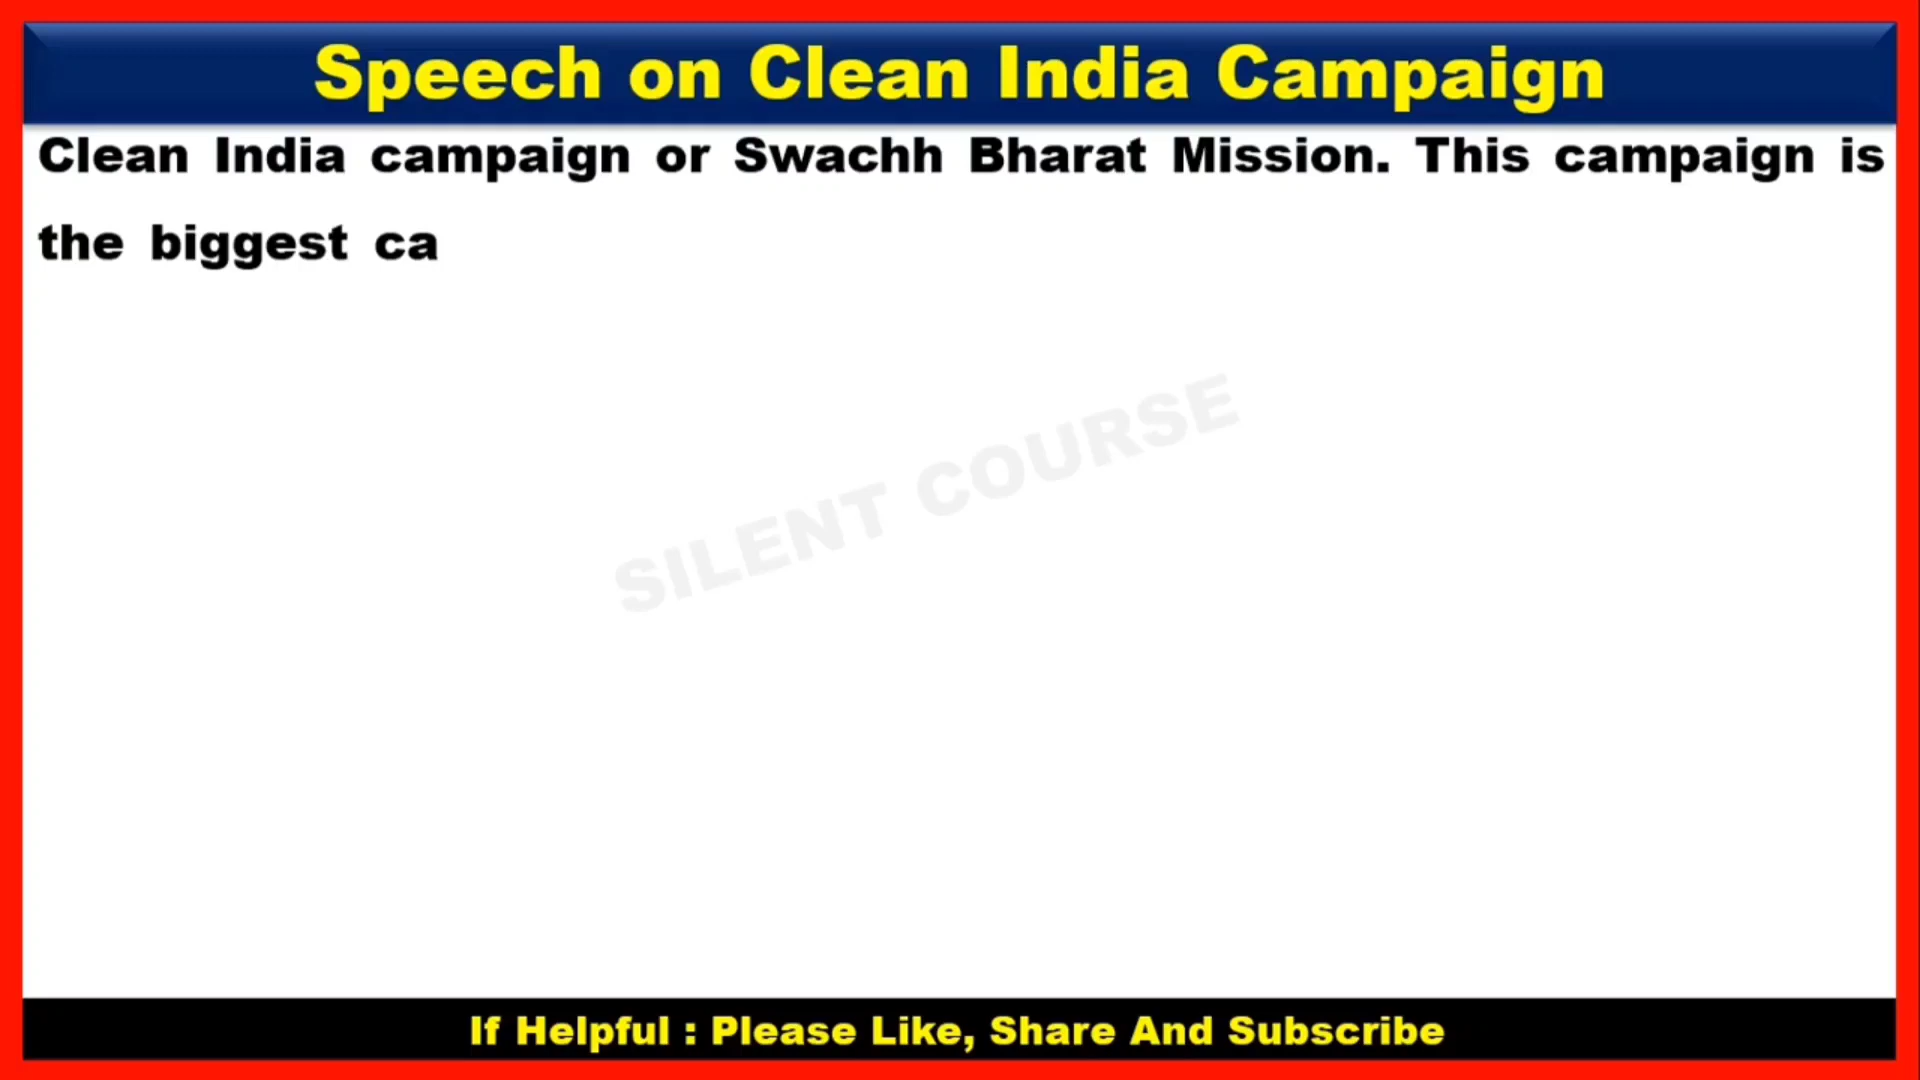 Speech on Clean India Campaign
Clean India campaign or Swachh Bharat Mission. This campaign is
the biggest ca
SILENT COURSE
If Helpful : Please Like, Share And Subscribe